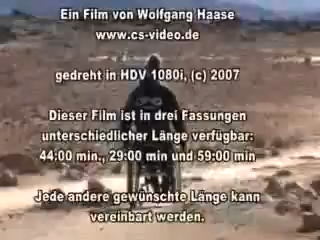 Ein Film von Wolfgang Haase
www.cs-video.de
gedreht in HDV 1080i, (c) 2007
Dieser Film ist in drei Fassungen
unterschiedlicher Länge verfügbar:
44:00 min., 29:00 min und 59:00 min
Jede andere gewünschte Länge kann
vereinbart werden.